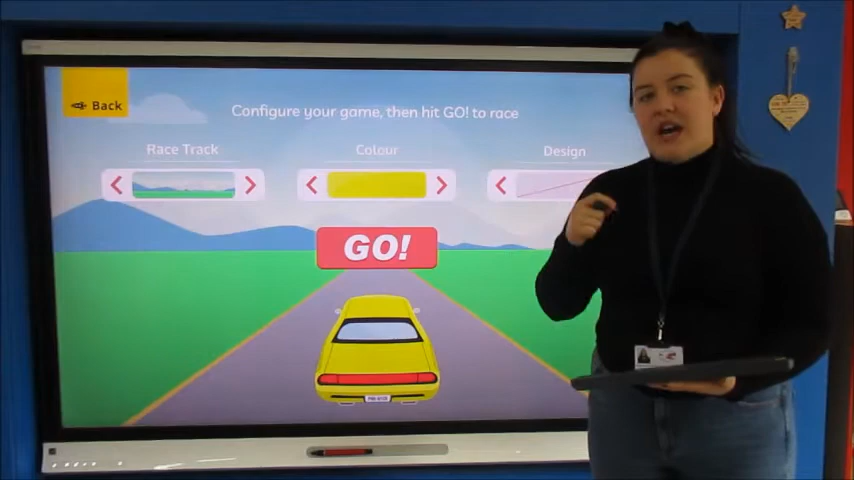 Back
Configure your game, then hit GO! to race
Race Track
Colour
Design
GO!